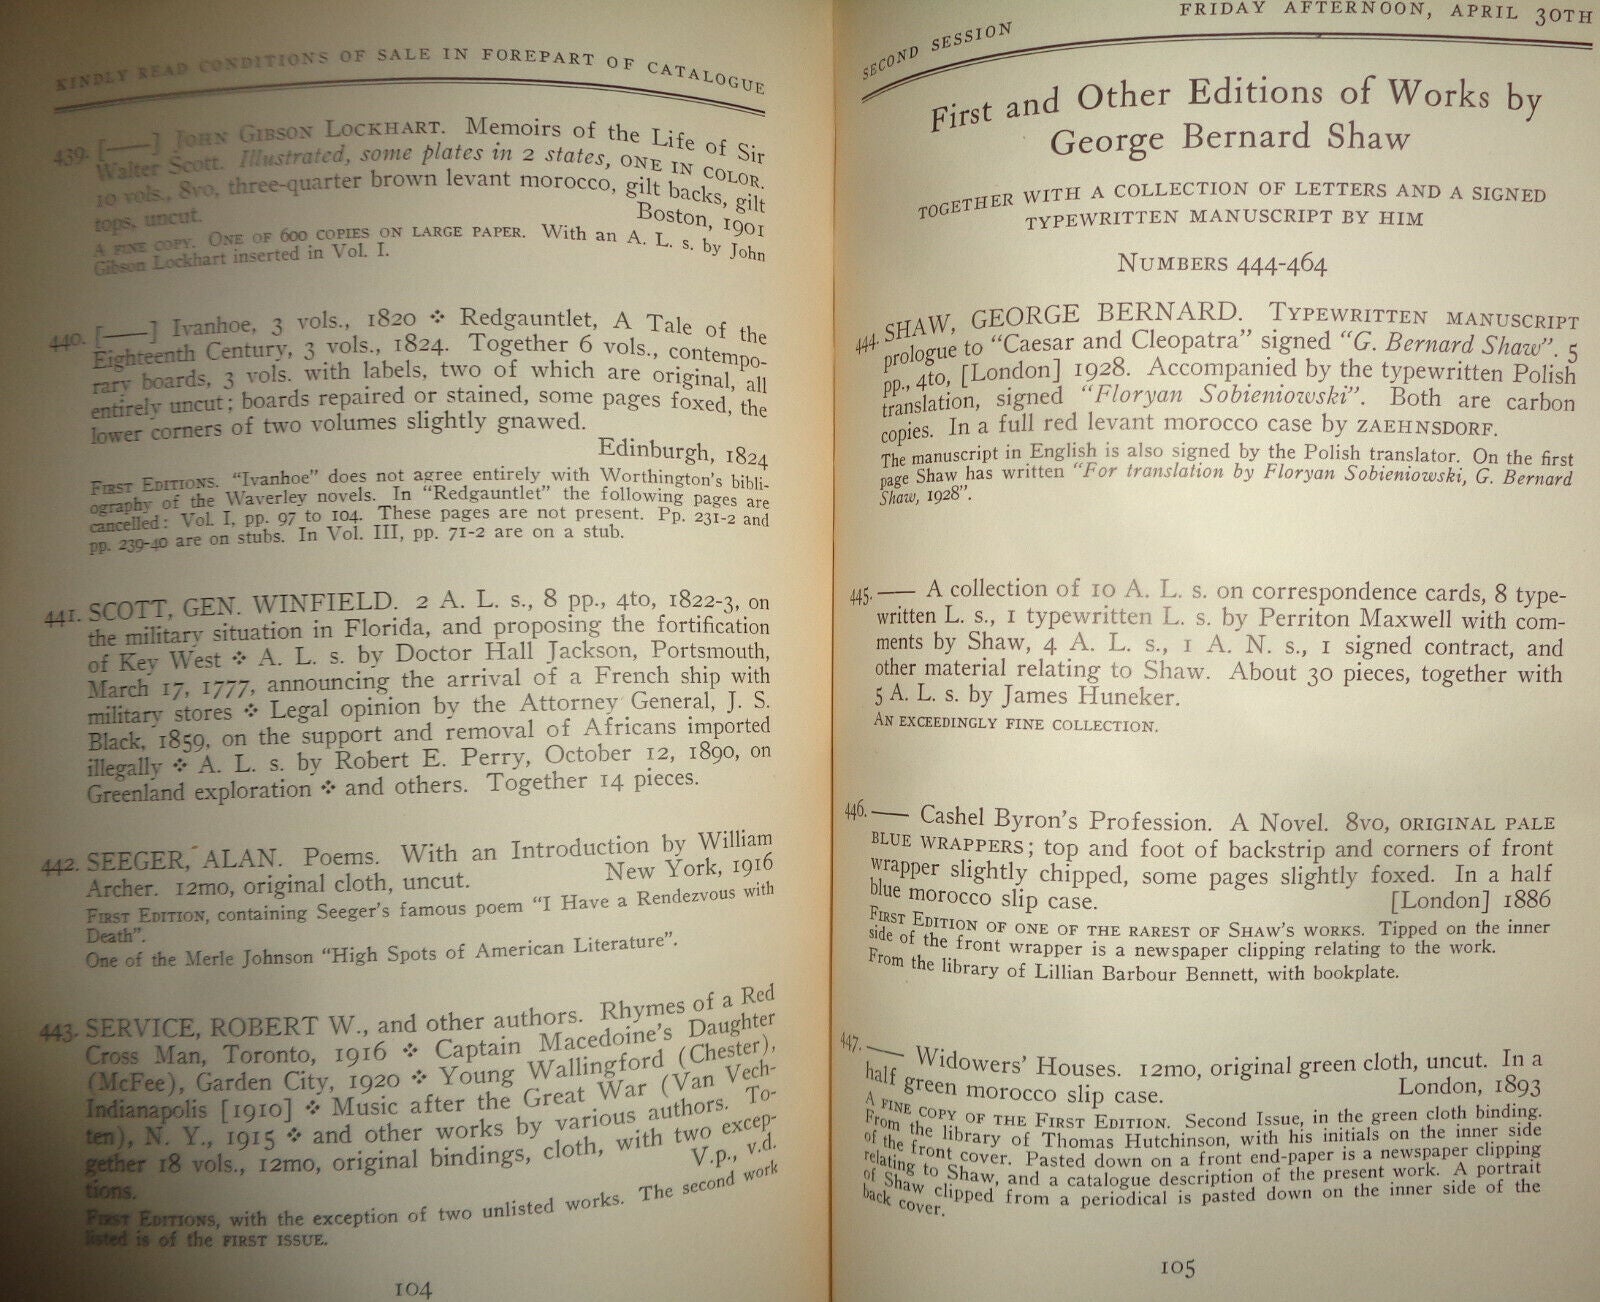 KINDLY READ CONDITIONS OF SALE IN FOREPART OF CATALOGUE
439. [——] JOHN GIBSON LOCKHART. Memoirs of the Life of Sir
Walter Scott. Illustrated, some plates in 2 states, ONE IN COLOR.
10 vols., 8vo, three-quarter brown levant morocco, gilt backs, gilt
tops, uncut. Boston, 1901
A FINE COPY. ONE OF 600 COPIES ON LARGE PAPER. With an A. L. s. by John
Gibson Lockhart inserted in Vol. I.
440. [——] Ivanhoe, 3 vols., 1820 ❖ Redgauntlet, A Tale of the
Eighteenth Century, 3 vols., 1824. Together 6 vols., contempo-
rary boards, 3 vols. with labels, two of which are original, all
entirely uncut; boards repaired or stained, some pages foxed, the
lower corners of two volumes slightly gnawed.
Edinburgh, 1824
FIRST EDITIONS. "Ivanhoe" does not agree entirely with Worthington's bibli-
ography of the Waverley novels. In "Redgauntlet" the following pages are
cancelled: Vol. I, pp. 97 to 104. These pages are not present. Pp. 231-2 and
pp. 239-40 are on stubs. In Vol. III, pp. 71-2 are on a stub.
441. SCOTT, GEN. WINFIELD. 2 A. L. s., 8 pp., 4to, 1822-3, on
the military situation in Florida, and proposing the fortification
of Key West ❖ A. L. s. by Doctor Hall Jackson, Portsmouth,
March 17, 1777, announcing the arrival of a French ship with
military stores ❖ Legal opinion by the Attorney General, J. S.
Black, 1859, on the support and removal of Africans imported
illegally ❖ A. L. s. by Robert E. Perry, October 12, 1890, on
Greenland exploration ❖ and others. Together 14 pieces.
442. SEEGER, ALAN. Poems. With an Introduction by William
Archer. 12mo, original cloth, uncut. New York, 1916
FIRST EDITION, containing Seeger's famous poem "I Have a Rendezvous with
Death".
One of the Merle Johnson "High Spots of American Literature".
443. SERVICE, ROBERT W., and other authors. Rhymes of a Red
Cross Man, Toronto, 1916 ❖ Captain Macedoine's Daughter
(McFee), Garden City, 1920 ❖ Young Wallingford (Chester),
Indianapolis [1910] ❖ Music after the Great War (Van Vech-
ten), N. Y., 1915 ❖ and other works by various authors. To-
gether 18 vols., 12mo, original bindings, cloth, with two excep-
tions. V.p., v.d.
FIRST EDITIONS, with the exception of two unlisted works. The second work
listed is of the FIRST ISSUE.
104
SECOND SESSION FRIDAY AFTERNOON, APRIL 30TH
First and Other Editions of Works by
George Bernard Shaw
TOGETHER WITH A COLLECTION OF LETTERS AND A SIGNED
TYPEWRITTEN MANUSCRIPT BY HIM
NUMBERS 444-464
444. SHAW, GEORGE BERNARD. TYPEWRITTEN MANUSCRIPT
prologue to "Caesar and Cleopatra" signed "G. Bernard Shaw". 5
pp., 4to, [London] 1928. Accompanied by the typewritten Polish
translation, signed "Floryan Sobieniowski". Both are carbon
copies. In a full red levant morocco case by ZAEHNSDORF.
The manuscript in English is also signed by the Polish translator. On the first
page Shaw has written "For translation by Floryan Sobieniowski, G. Bernard
Shaw, 1928".
445. —— A collection of 10 A. L. s. on correspondence cards, 8 type-
written L. s., 1 typewritten L. s. by Perriton Maxwell with com-
ments by Shaw, 4 A. L. s., 1 A. N. s., 1 signed contract, and
other material relating to Shaw. About 30 pieces, together with
5 A. L. s. by James Huneker.
AN EXCEEDINGLY FINE COLLECTION.
446. —— Cashel Byron's Profession. A Novel. 8vo, ORIGINAL PALE
BLUE WRAPPERS; top and foot of backstrip and corners of front
wrapper slightly chipped, some pages slightly foxed. In a half
blue morocco slip case. [London] 1886
FIRST EDITION OF ONE OF THE RAREST OF SHAW'S WORKS. Tipped on the inner
side of the front wrapper is a newspaper clipping relating to the work.
From the library of Lillian Barbour Bennett, with bookplate.
447. —— Widowers' Houses. 12mo, original green cloth, uncut. In a
half green morocco slip case. London, 1893
A FINE COPY OF THE FIRST EDITION. Second Issue, in the green cloth binding.
From the library of Thomas Hutchinson, with his initials on the inner side
of the front cover. Pasted down on a front end-paper is a newspaper clipping
relating to Shaw, and a catalogue description of the present work. A portrait
of Shaw clipped from a periodical is pasted down on the inner side of the
back cover.
105